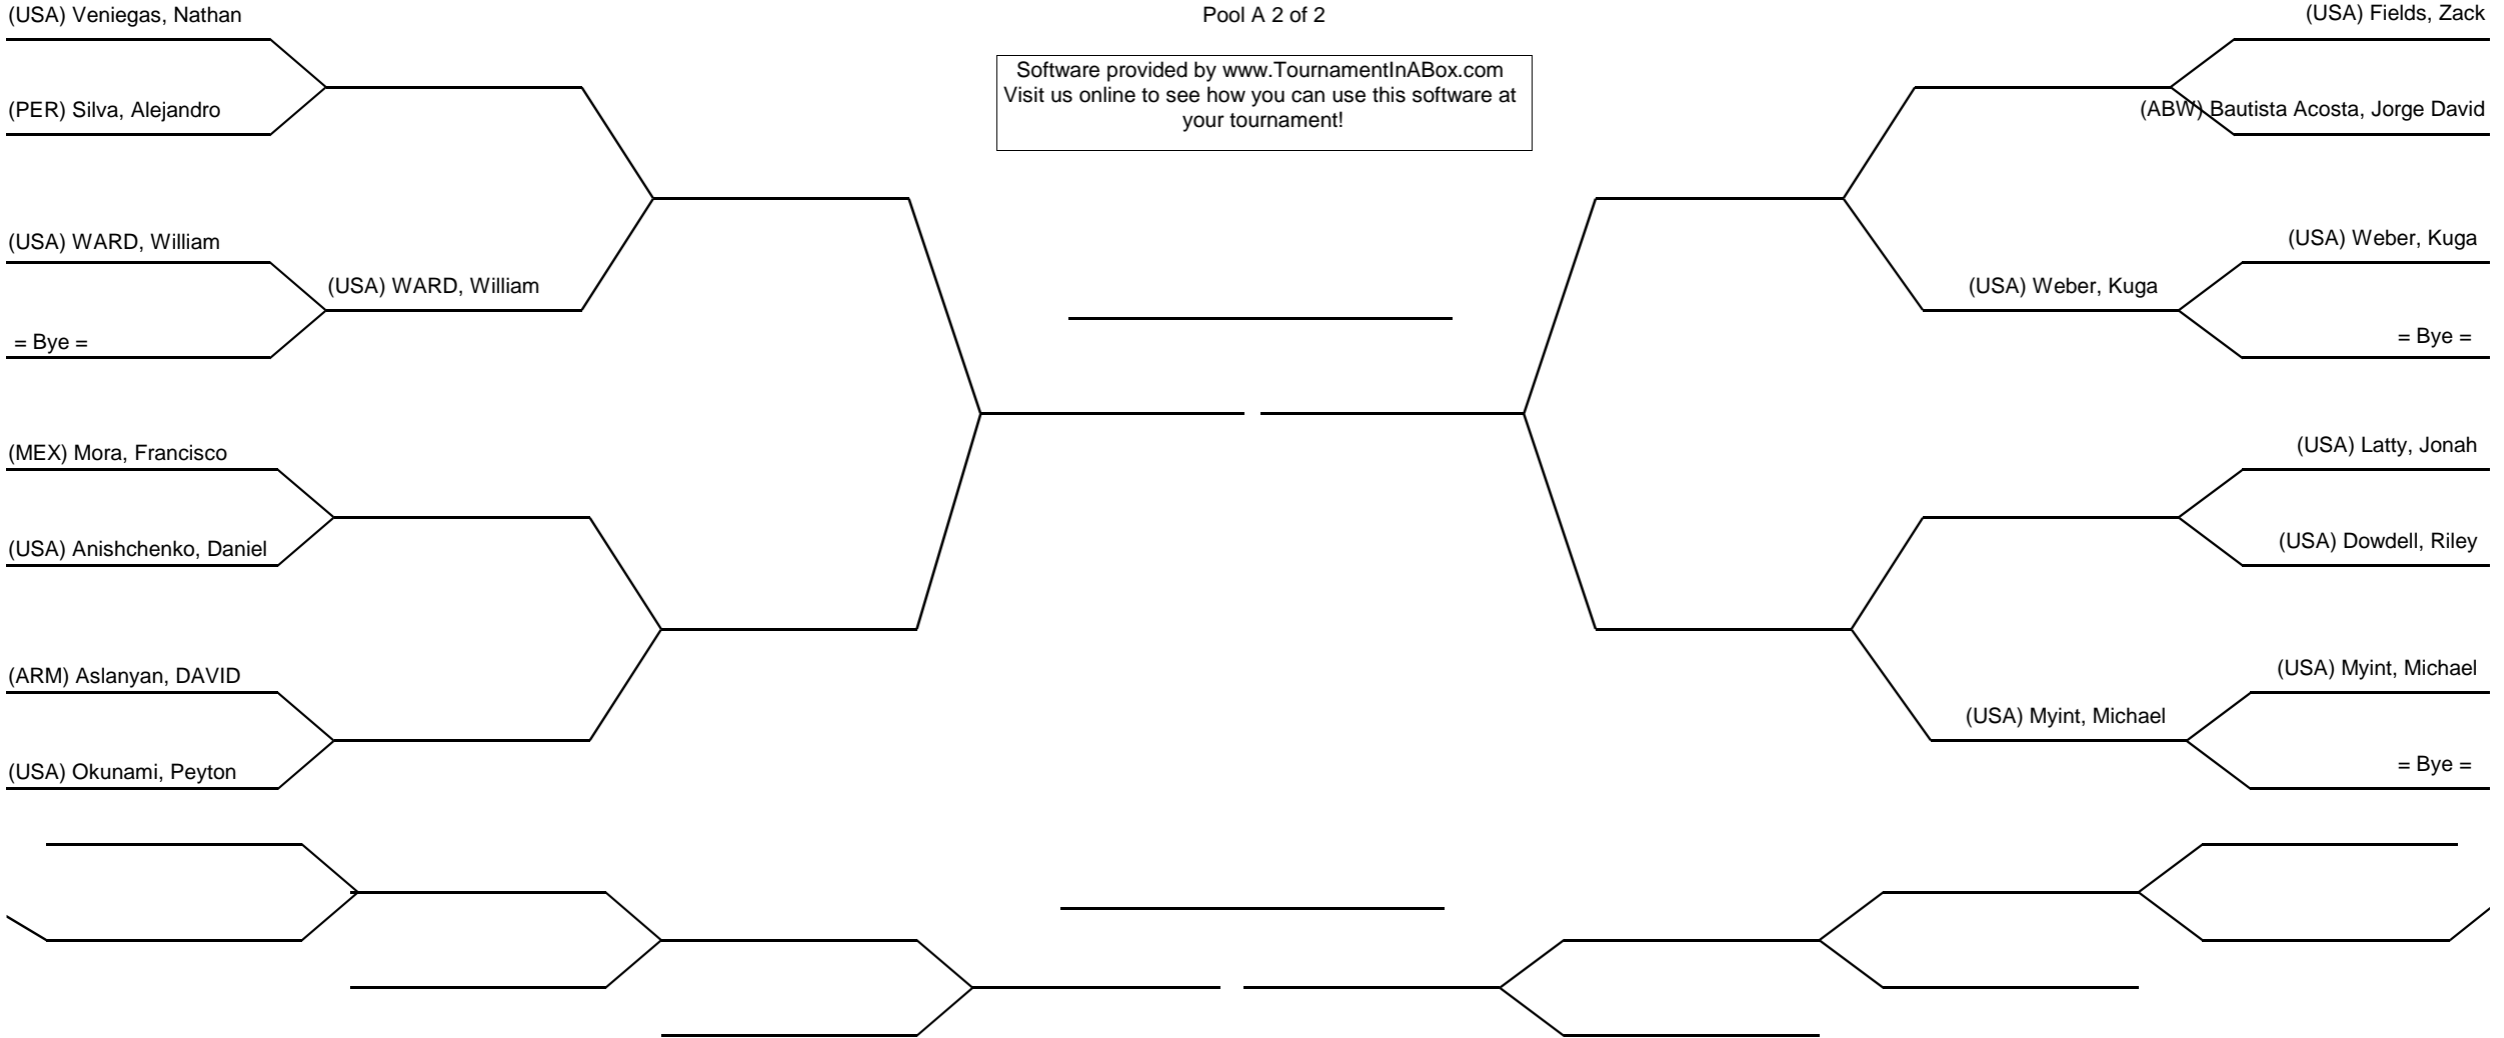 (USA) Veniegas, Nathan
Pool A 2 of 2
(USA) Fields, Zack
Software provided by www.TournamentInABox.com
Visit us online to see how you can use this software at
your tournament!
(PER) Silva, Alejandro
(ABW) Bautista Acosta, Jorge David
(USA) WARD, William
(USA) Weber, Kuga
(USA) WARD, William
(USA) Weber, Kuga
= Bye =
= Bye =
(MEX) Mora, Francisco
(USA) Latty, Jonah
(USA) Anishchenko, Daniel
(USA) Dowdell, Riley
(ARM) Aslanyan, DAVID
(USA) Myint, Michael
(USA) Myint, Michael
(USA) Okunami, Peyton
= Bye =